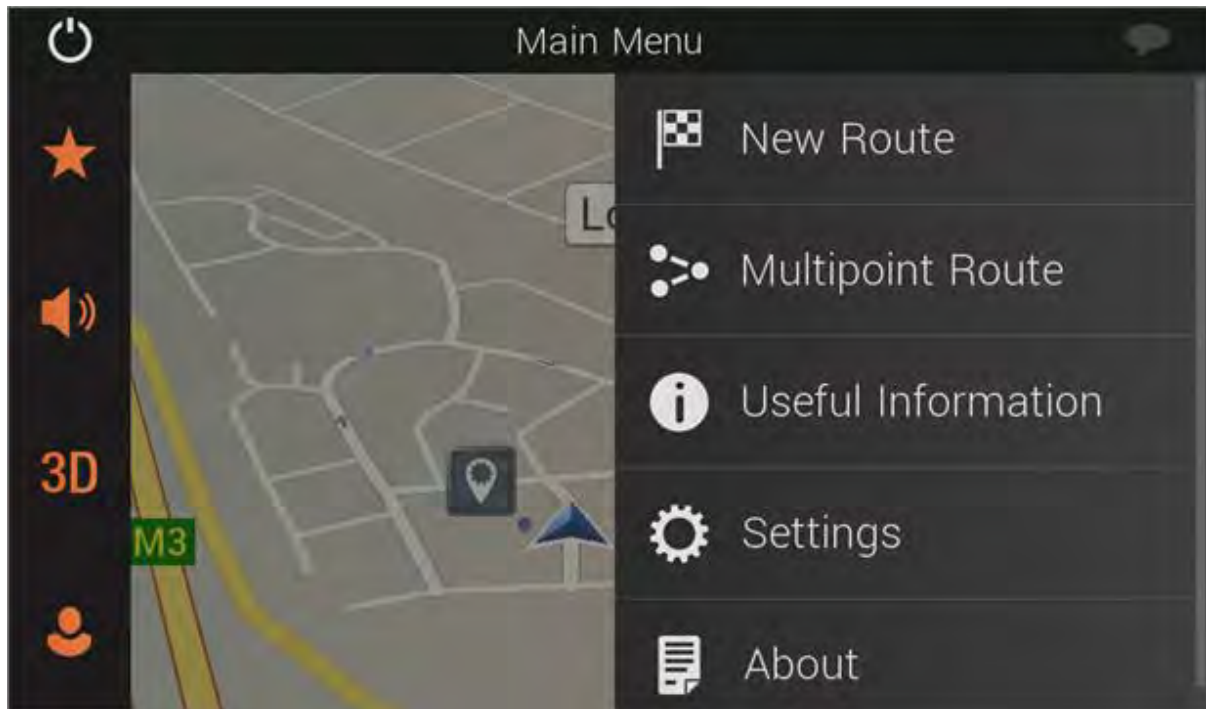 Main Menu
New Route
Multipoint Route
Useful Information
Settings
About
3D
M3